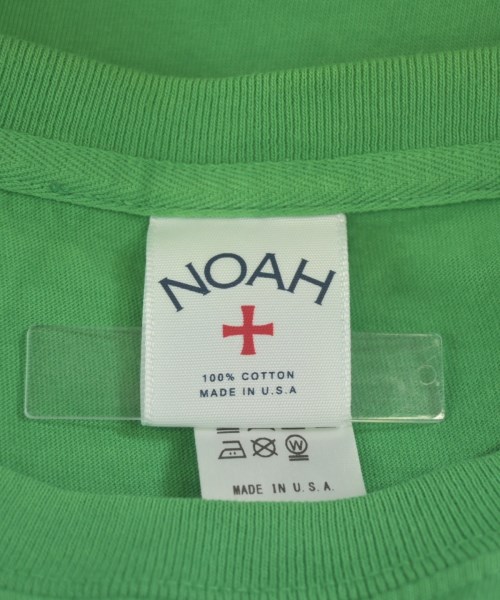 NOAH
100% COTTON
MADE IN U.S.A
W
MADE IN U.S.A.